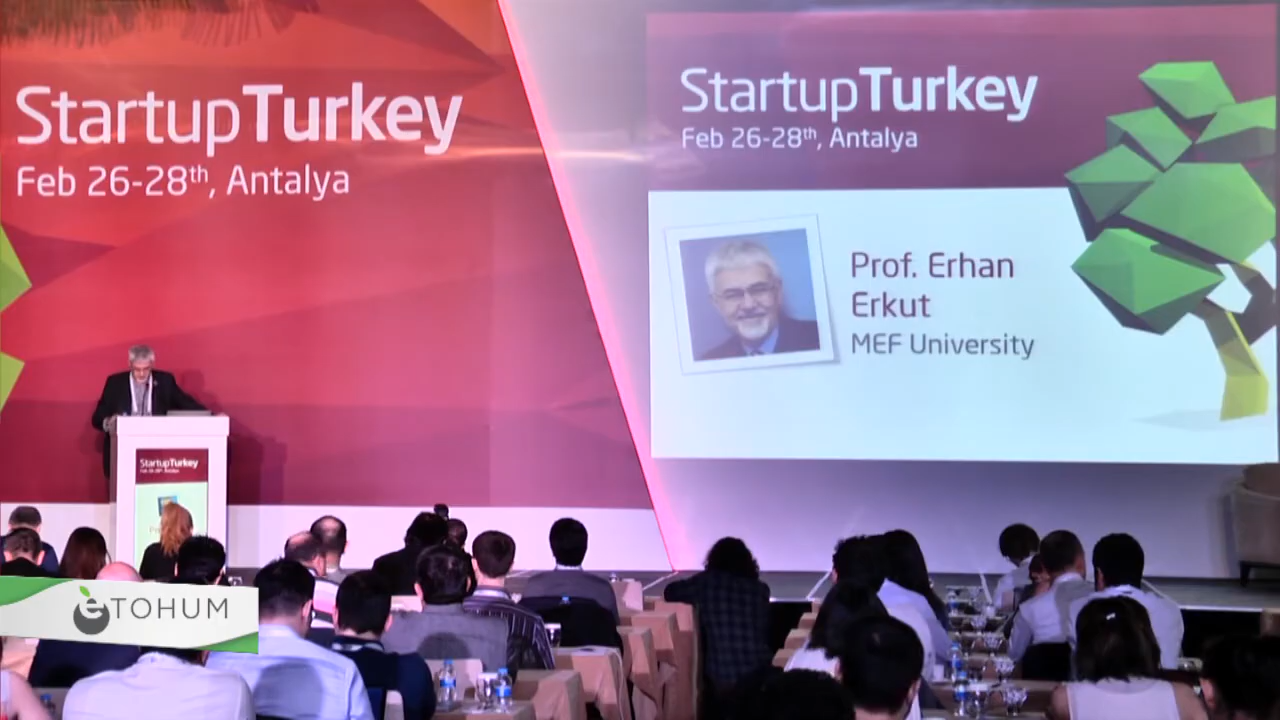 StartupTurkey
Feb 26-28th, Antalya
StartupTurkey
Feb 26-28th, Antalya
Prof. Erhan
Erkut
MEF University
StartupTurkey
eTOHUM